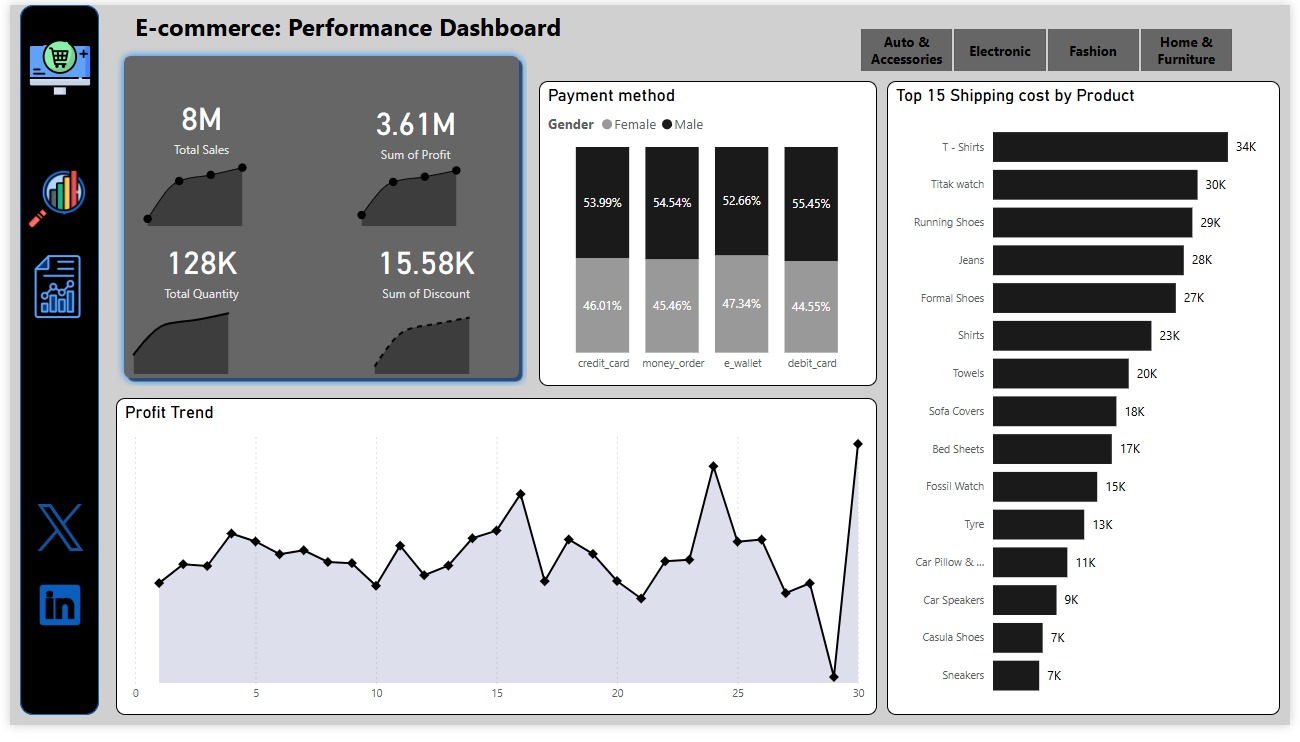 E-commerce: Performance Dashboard
Auto &
Accessories
Electronic
Fashion
Home &
Furniture
8M
Total Sales
3.61M
Sum of Profit
128K
Total Quantity
15.58K
Sum of Discount
Payment method
Gender Female Male
53.99% 54.54% 52.66% 55.45%
46.01% 45.46% 47.34% 44.55%
credit_card money_order e_wallet debit_card
Top 15 Shipping cost by Product
T - Shirts 34K
Titak watch 30K
Running Shoes 29K
Jeans 28K
Formal Shoes 27K
Shirts 23K
Towels 20K
Sofa Covers 18K
Bed Sheets 17K
Fossil Watch 15K
Tyre 13K
Car Pillow & ... 11K
Car Speakers 9K
Casula Shoes 7K
Sneakers 7K
Profit Trend
0 5 10 15 20 25 30
X
in